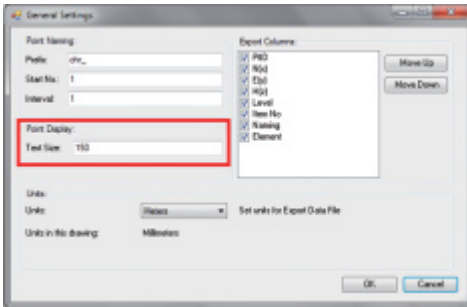 General Settings
Point Naming:
Prefix: chr_
Start No.: 1
Interval: 1
Point Display:
Text Size: 150
Export Columns:
PNO
N(x)
E(y)
H(z)
Level
Item No
Naming
Element
Move Up
Move Down
Units:
Units: Meters
Set units for Export Data File
Units in this drawing: Millimeters
OK
Cancel